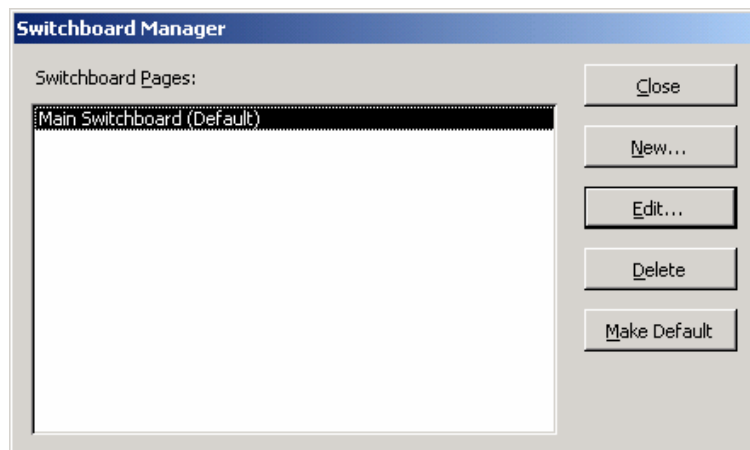 Switchboard Manager
Switchboard Pages:
Main Switchboard (Default)
Close
New...
Edit...
Delete
Make Default